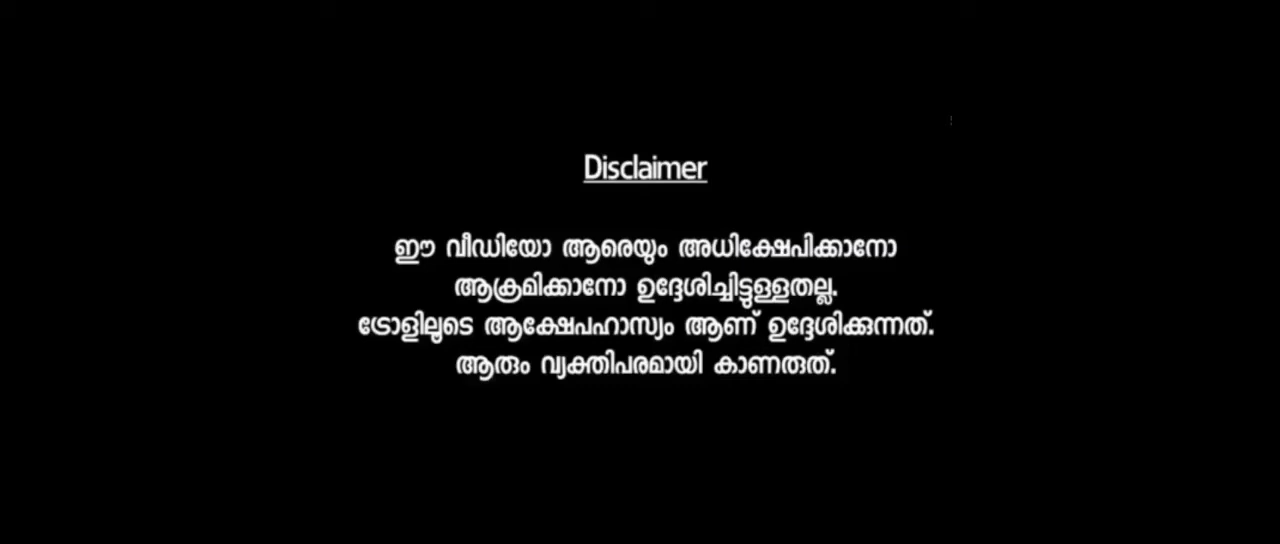 Disclaimer
ഈ വീഡിയോ ആരെയും അധിക്ഷേപിക്കാനോ
ആക്രമിക്കാനോ ഉദ്ദേശിച്ചിട്ടുള്ളതല്ല.
ട്രോളിലൂടെ ആക്ഷേപഹാസ്യം ആണ് ഉദ്ദേശിക്കുന്നത്.
ആരും വ്യക്തിപരമായി കാണരുത്.